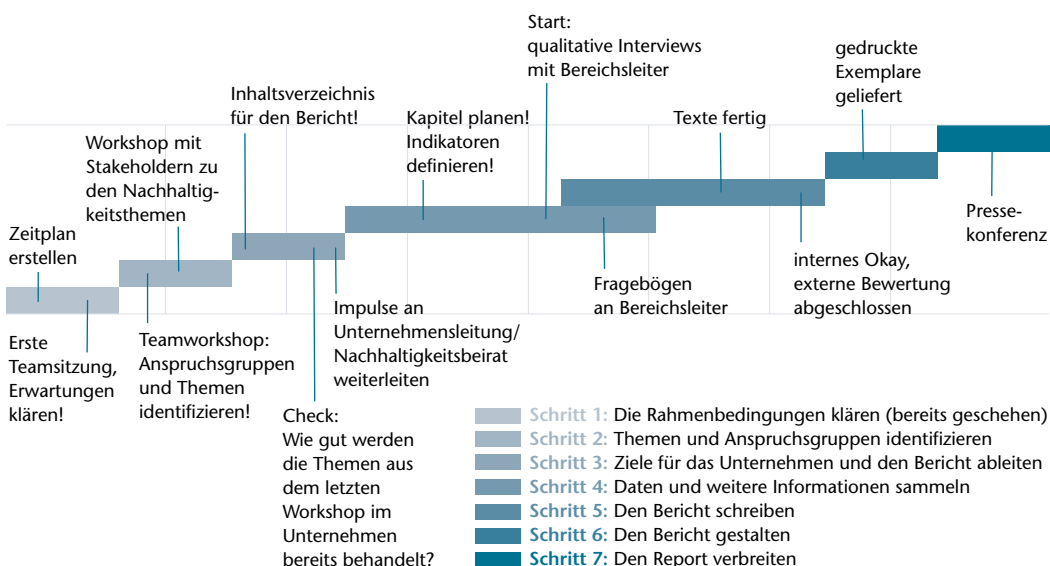 Start:
qualitative Interviews
mit Bereichsleiter
gedruckte
Exemplare
geliefert
Inhaltsverzeichnis
für den Bericht!
Kapitel planen!
Indikatoren
definieren!
Texte fertig
Workshop mit
Stakeholdern zu
den Nachhaltig-
keitsthemen
Zeitplan
erstellen
Presse-
konferenz
internes Okay,
externe Bewertung
abgeschlossen
Fragebögen
an Bereichsleiter
Impulse an
Unternehmensleitung/
Nachhaltigkeitsbeirat
weiterleiten
Erste
Teamsitzung,
Erwartungen
klären!
Teamworkshop:
Anspruchsgruppen
und Themen
identifizieren!
Check:
Wie gut werden
die Themen aus
dem letzten
Workshop im
Unternehmen
bereits behandelt?
Schritt 1: Die Rahmenbedingungen klären (bereits geschehen)
Schritt 2: Themen und Anspruchsgruppen identifizieren
Schritt 3: Ziele für das Unternehmen und den Bericht ableiten
Schritt 4: Daten und weitere Informationen sammeln
Schritt 5: Den Bericht schreiben
Schritt 6: Den Bericht gestalten
Schritt 7: Den Report verbreiten